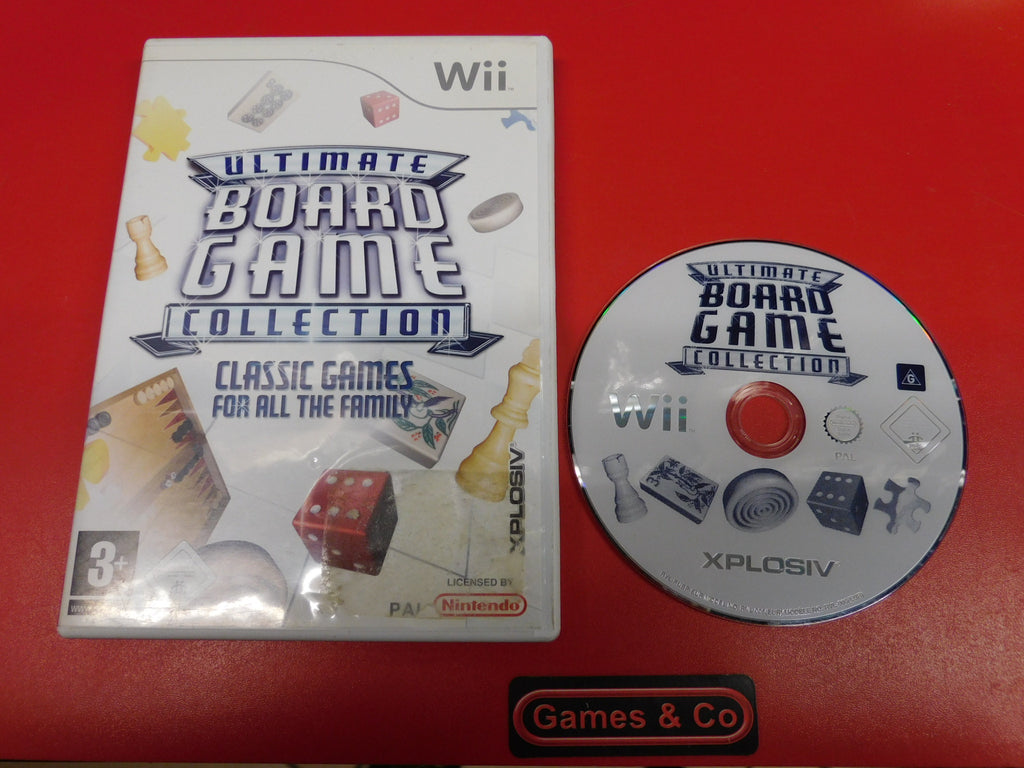 Wii
ULTIMATE
BOARD
GAME
COLLECTION
CLASSIC GAMES
FOR ALL THE FAMILY
XPLOSIV
3+
LICENSED BY
PAL
Nintendo
ULTIMATE
BOARD
GAME
COLLECTION
G
Wii
PAL
XPLOSIV
Games & Co